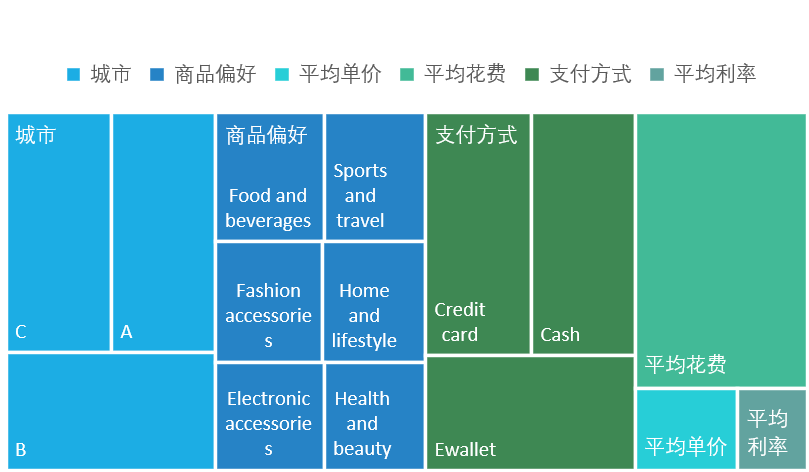 城市 商品偏好 平均单价 平均花费 支付方式 平均利率
城市
C
A
B
商品偏好
Food and
beverages
Sports
and
travel
Fashion
accessorie
s
Home
and
lifestyle
Electronic
accessorie
s
Health
and
beauty
支付方式
Credit
card
Cash
Ewallet
平均花费
平均单价
平均
利率